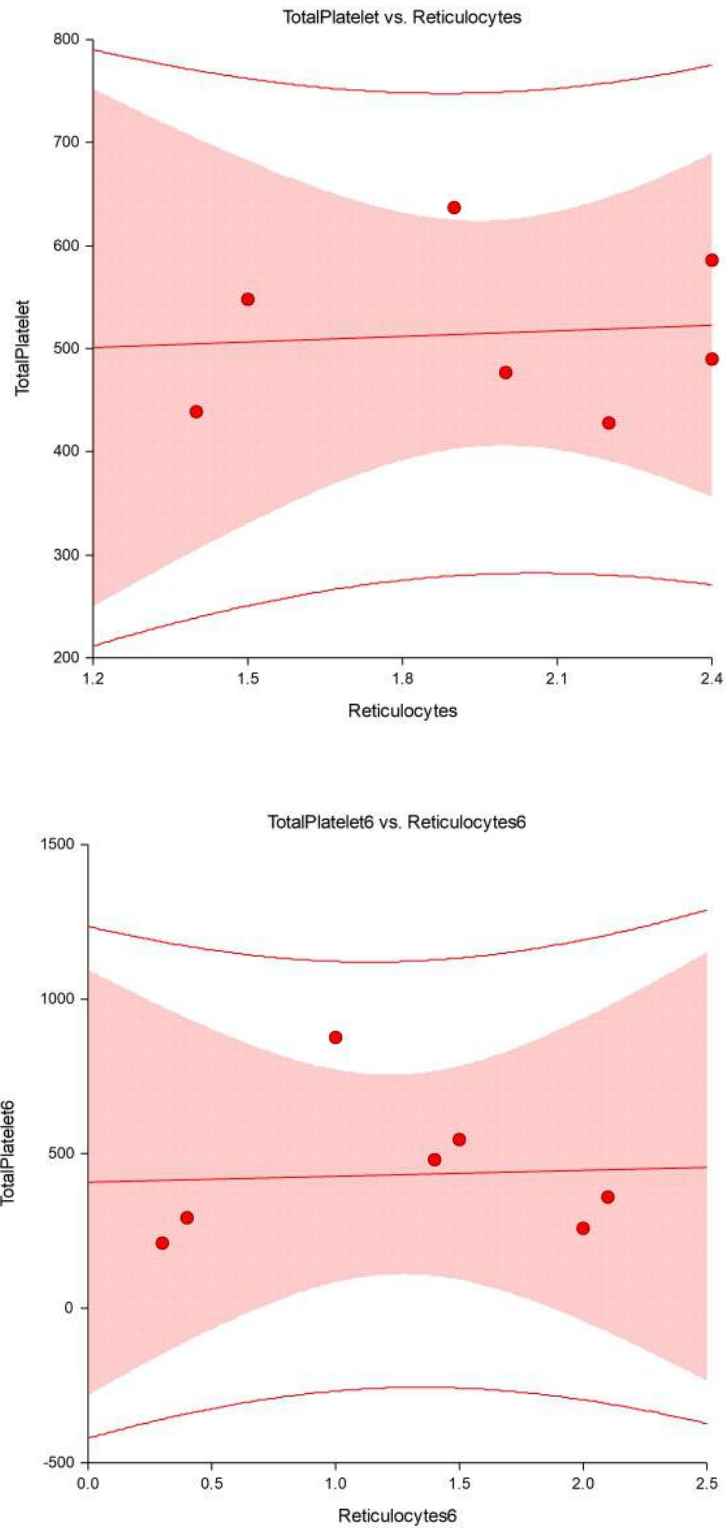 TotalPlatelet vs. Reticulocytes
800
700
600
500
400
300
200
TotalPlatelet
1.2 1.5 1.8 2.1 2.4
Reticulocytes
TotalPlatelet6 vs. Reticulocytes6
1500
1000
500
0
-500
TotalPlatelet6
0.0 0.5 1.0 1.5 2.0 2.5
Reticulocytes6